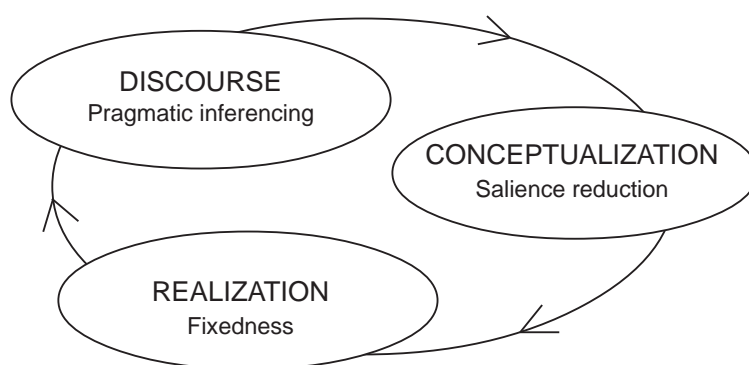 DISCOURSE
Pragmatic inferencing
CONCEPTUALIZATION
Salience reduction
REALIZATION
Fixedness